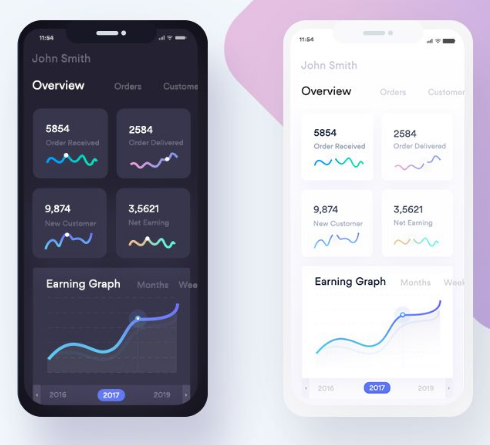 11:54
John Smith
Overview Orders Custome
5854
Order Received
2584
Order Delivered
9,874
New Customer
3,5621
Net Earning
Earning Graph Months Wee
2016 2017 2019
11:54
John Smith
Overview Orders Customer
5854
Order Received
2584
Order Delivered
9,874
New Customer
3,5621
Net Earning
Earning Graph Months Week
2016 2017 2019